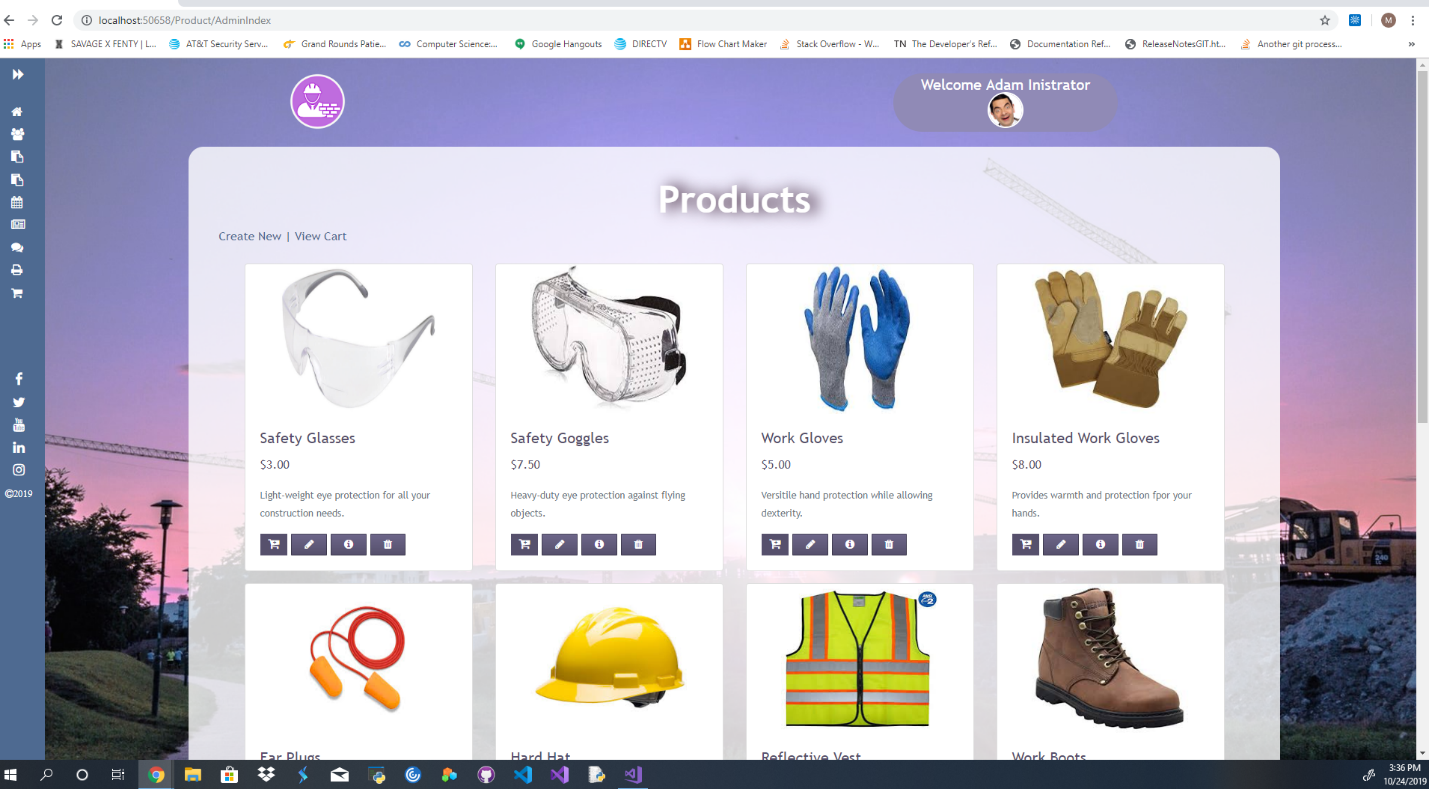 localhost:50658/Product/AdminIndex
M
Apps
SAVAGE X FENTY | L...
AT&T Security Serv...
Grand Rounds Patie...
Computer Science:...
Google Hangouts
DIRECTV
Flow Chart Maker
Stack Overflow - W...
TN The Developer's Ref...
Documentation Ref...
ReleaseNotesGIT.ht...
Another git process...
»
Welcome Adam Inistrator
Products
Create New | View Cart
Safety Glasses
$3.00
Light-weight eye protection for all your
construction needs.
Safety Goggles
$7.50
Heavy-duty eye protection against flying
objects.
Work Gloves
$5.00
Versitile hand protection while allowing
dexterity.
Insulated Work Gloves
$8.00
Provides warmth and protection fpor your
hands.
©2019
Ear Plugs
Hard Hat
Reflective Vest
Work Boots
3:36 PM
10/24/2019